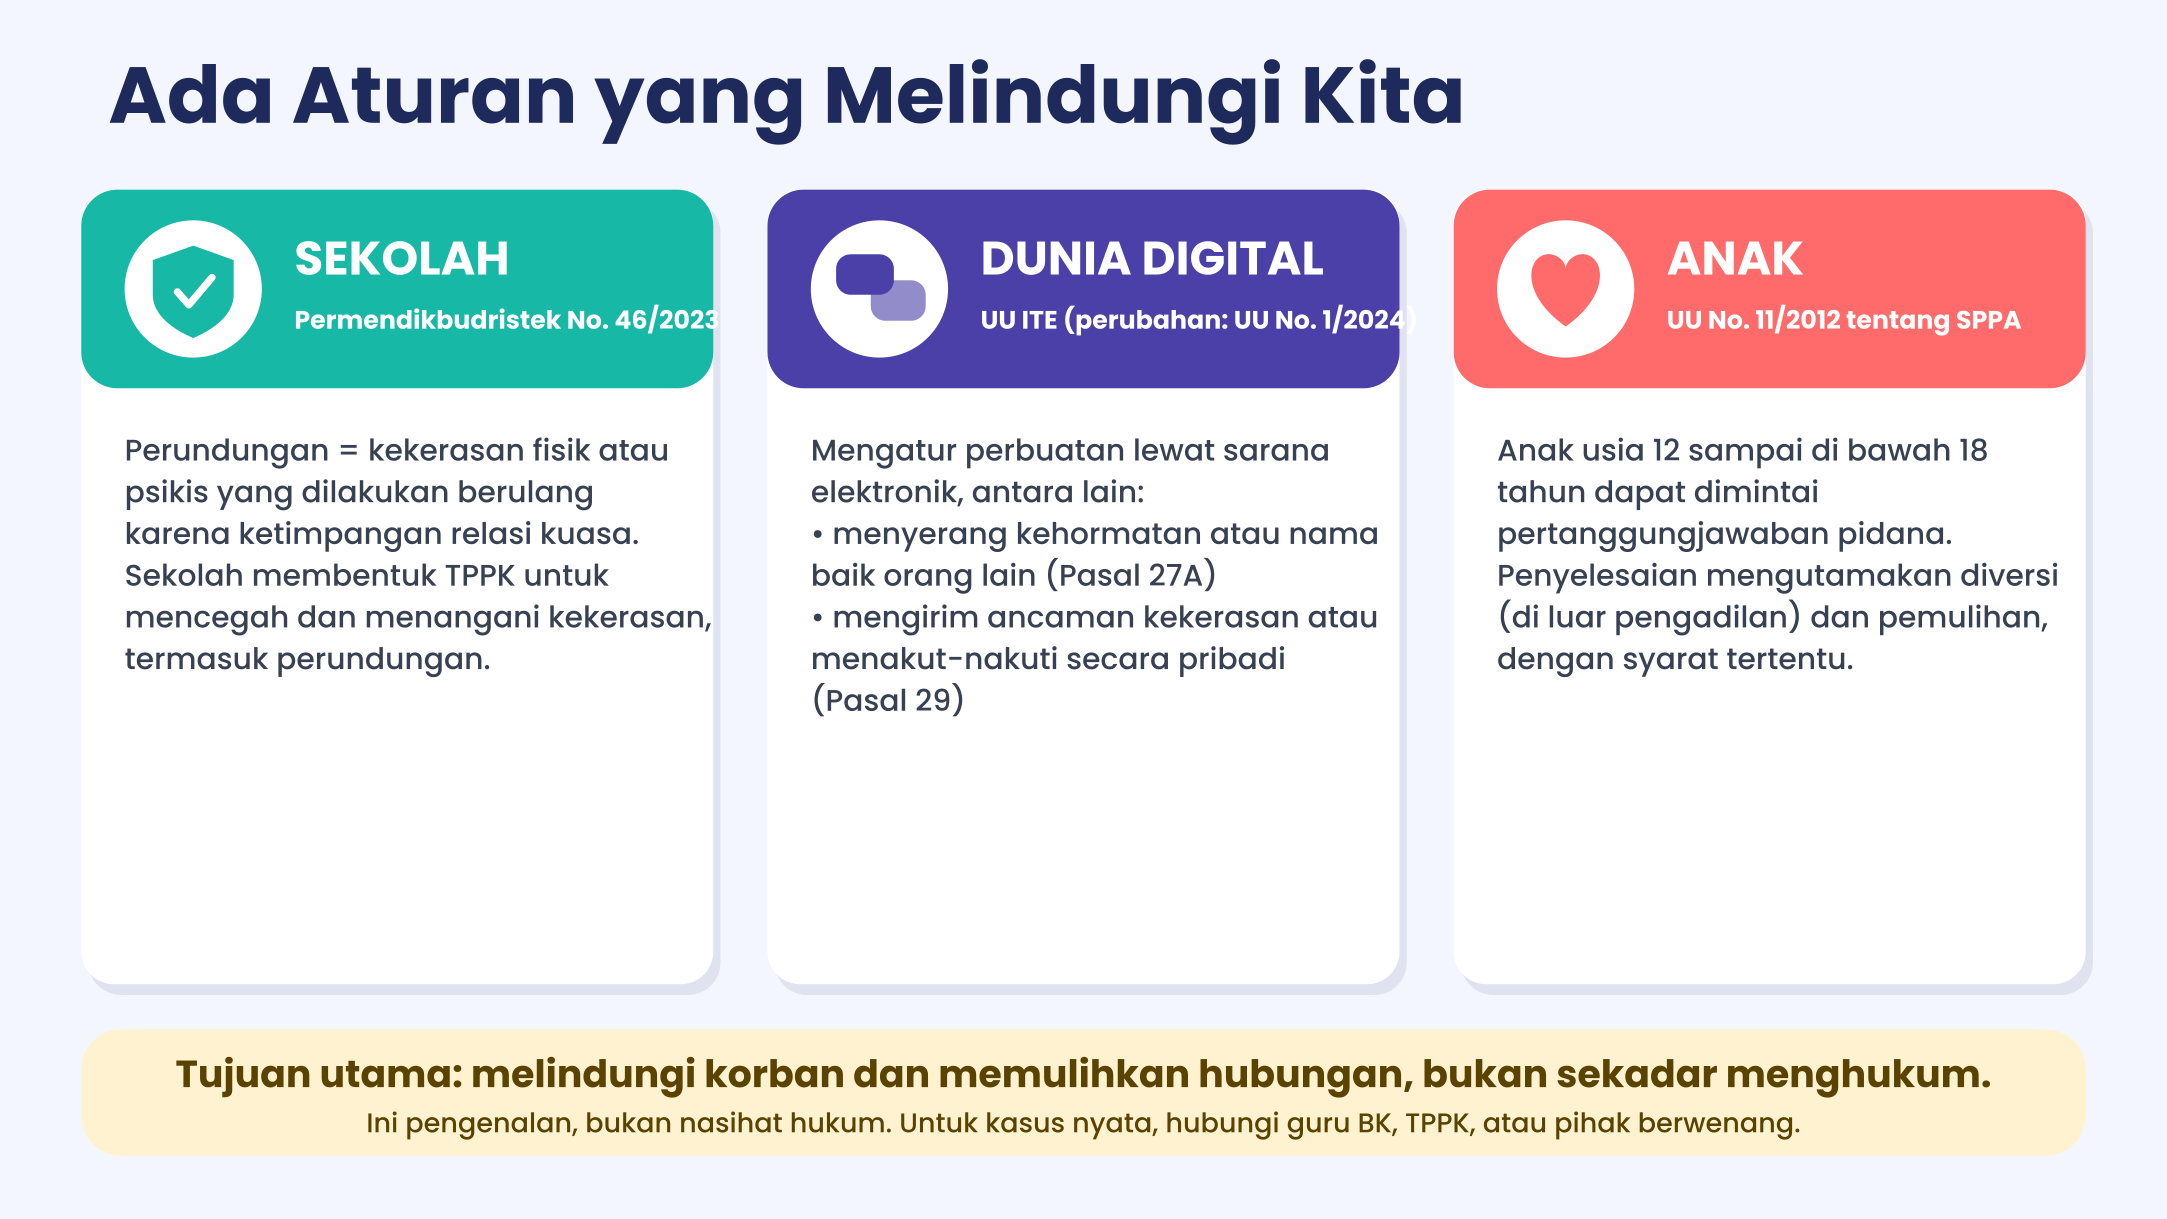 Ada Aturan yang Melindungi Kita
SEKOLAH
Permendikbudristek No. 46/2023
Perundungan = kekerasan fisik atau
psikis yang dilakukan berulang
karena ketimpangan relasi kuasa.
Sekolah membentuk TPPK untuk
mencegah dan menangani kekerasan,
termasuk perundungan.
DUNIA DIGITAL
UU ITE (perubahan: UU No. 1/2024)
Mengatur perbuatan lewat sarana
elektronik, antara lain:
• menyerang kehormatan atau nama
baik orang lain (Pasal 27A)
• mengirim ancaman kekerasan atau
menakut-nakuti secara pribadi
(Pasal 29)
ANAK
UU No. 11/2012 tentang SPPA
Anak usia 12 sampai di bawah 18
tahun dapat dimintai
pertanggungjawaban pidana.
Penyelesaian mengutamakan diversi
(di luar pengadilan) dan pemulihan,
dengan syarat tertentu.
Tujuan utama: melindungi korban dan memulihkan hubungan, bukan sekadar menghukum.
Ini pengenalan, bukan nasihat hukum. Untuk kasus nyata, hubungi guru BK, TPPK, atau pihak berwenang.